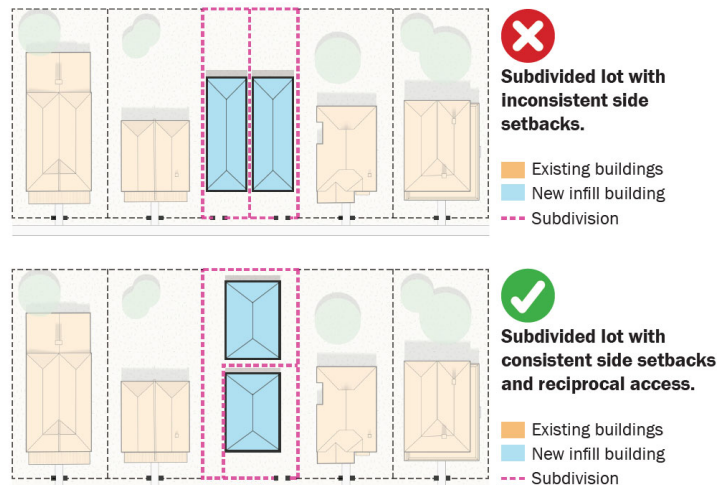 Subdivided lot with
inconsistent side
setbacks.
Existing buildings
New infill building
Subdivision
Subdivided lot with
consistent side setbacks
and reciprocal access.
Existing buildings
New infill building
Subdivision